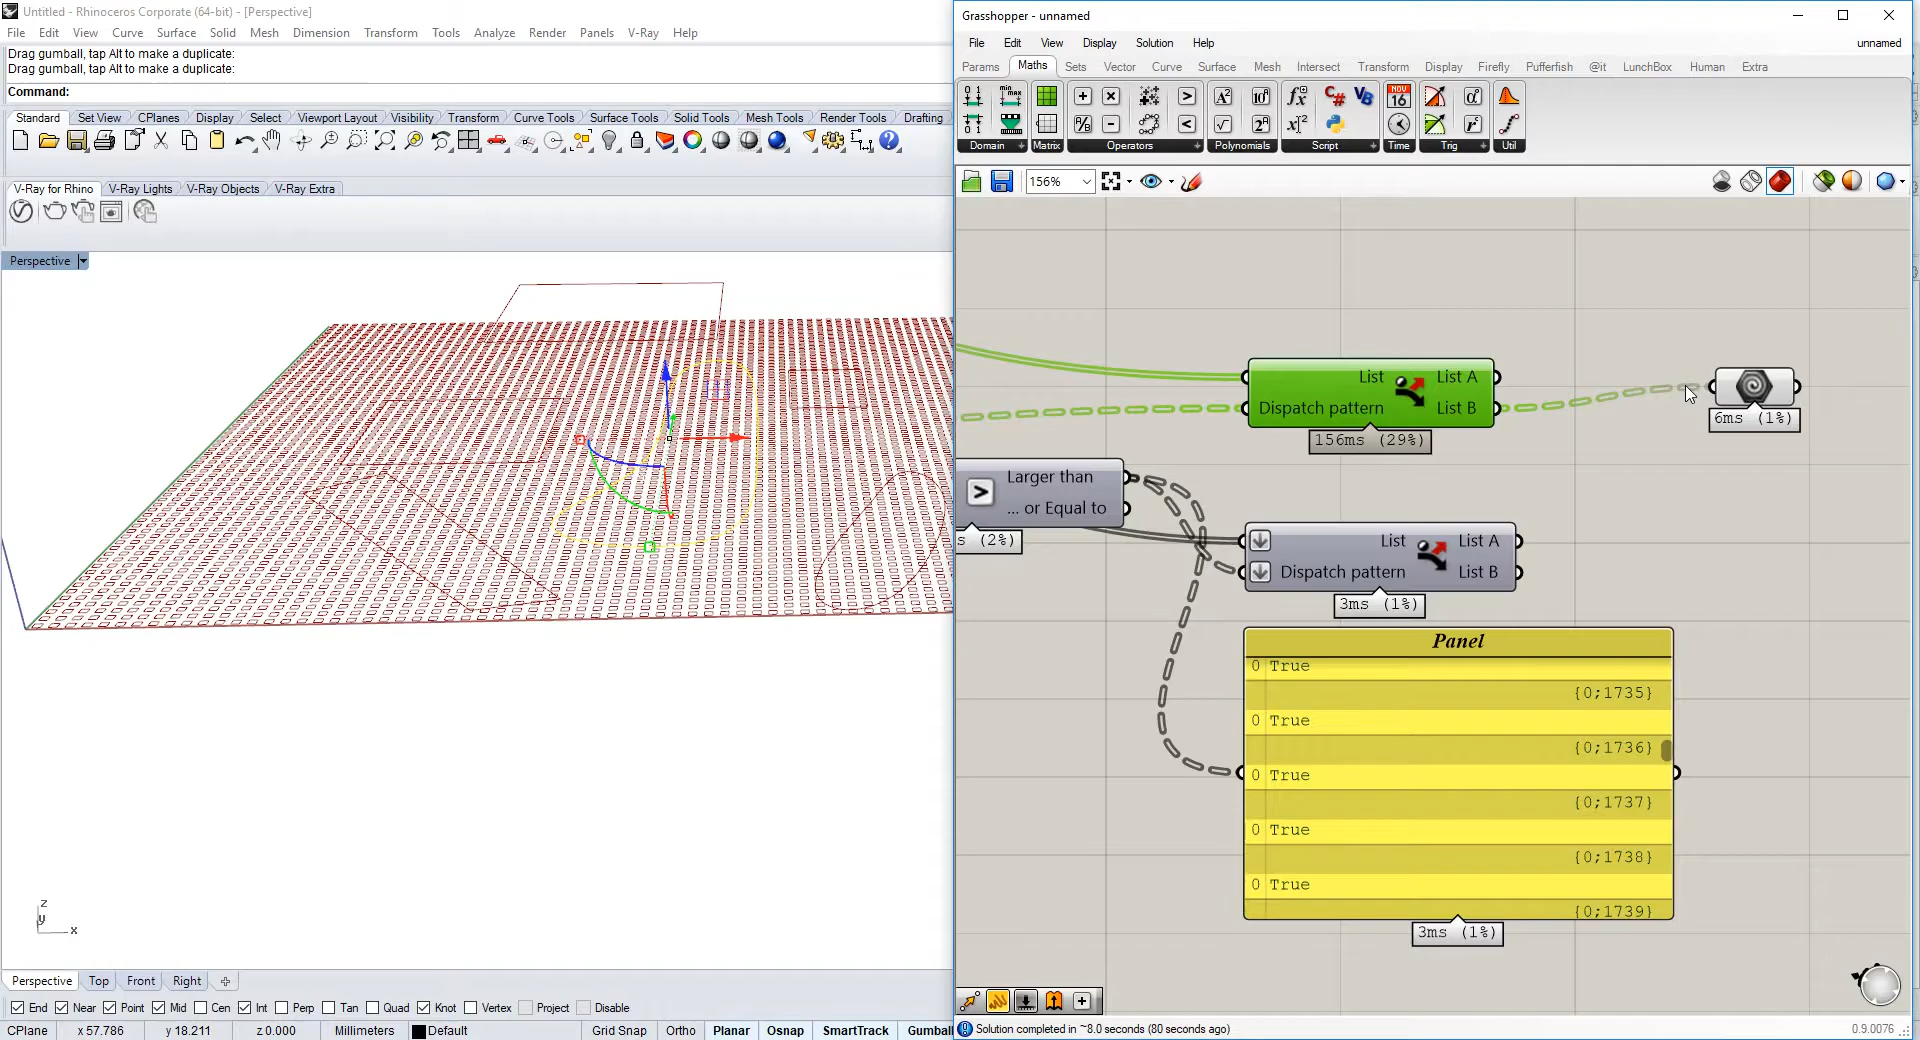 Untitled - Rhinoceros Corporate (64-bit) - [Perspective]
File Edit View Curve Surface Solid Mesh Dimension Transform Tools Analyze Render Panels V-Ray Help
Drag gumball, tap Alt to make a duplicate:
Drag gumball, tap Alt to make a duplicate:
Command:
Standard Set View CPlanes Display Select Viewport Layout Visibility Transform Curve Tools Surface Tools Solid Tools Mesh Tools Render Tools Drafting
V-Ray for Rhino V-Ray Lights V-Ray Objects V-Ray Extra
Perspective
z
y
x
Perspective Top Front Right
End Near Point Mid Cen Int Perp Tan Quad Knot Vertex Project Disable
CPlane x 57.786 y 18.211 z 0.000 Millimeters Default Grid Snap Ortho Planar Osnap SmartTrack Gumball
Grasshopper - unnamed
File Edit View Display Solution Help unnamed
Params Maths Sets Vector Curve Surface Mesh Intersect Transform Display Firefly Pufferfish @it LunchBox Human Extra
Domain Matrix Operators Polynomials Script Time Trig Util
156%
List List A
Dispatch pattern List B
156ms (29%)
6ms (1%)
Larger than
... or Equal to
s (2%)
List List A
Dispatch pattern List B
3ms (1%)
Panel
0 True
{0;1735}
0 True
{0;1736}
0 True
{0;1737}
0 True
{0;1738}
0 True
{0;1739}
3ms (1%)
Solution completed in ~8.0 seconds (80 seconds ago) 0.9.0076